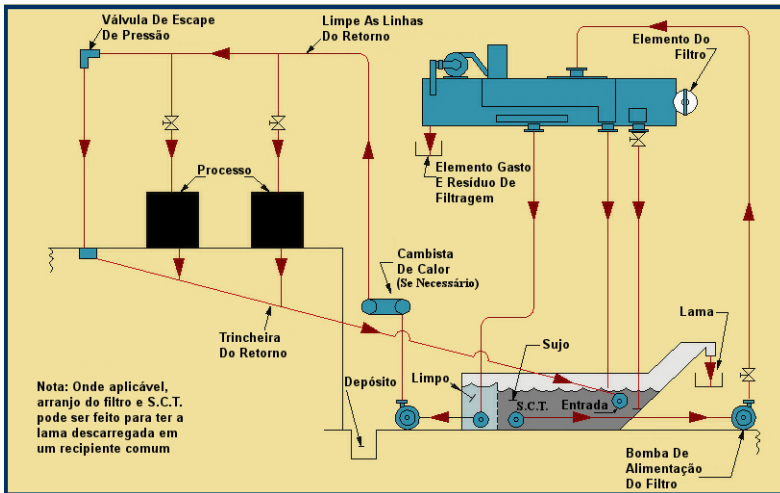 Válvula De Escape
De Pressão
Limpe As Linhas
Do Retorno
Elemento Do
Filtro
Processo
Elemento Gasto
E Resíduo De
Filtragem
Cambista
De Calor
(Se Necessário)
Trincheira
Do Retorno
Lama
Sujo
Limpo
S.C.T.
Entrada
Depósito
Nota: Onde aplicável,
arranjo do filtro e S.C.T.
pode ser feito para ter a
lama descarregada em
um recipiente comum
Bomba De
Alimentação
Do Filtro